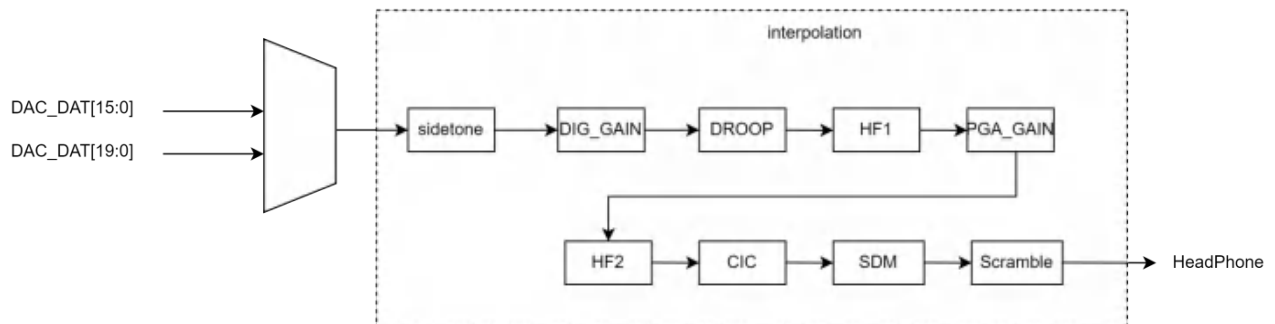 interpolation
DAC_DAT[15:0]
DAC_DAT[19:0]
sidetone
DIG_GAIN
DROOP
HF1
PGA_GAIN
HF2
CIC
SDM
Scramble
HeadPhone